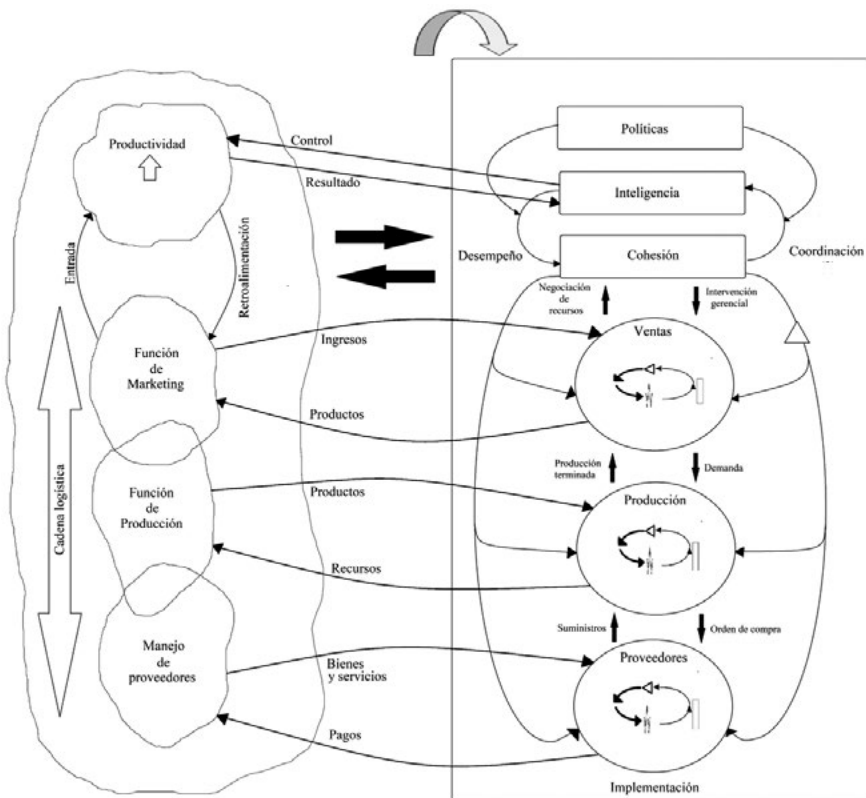 Políticas
Productividad
Control
Resultado
Inteligencia
Entrada
Retroalimentación
Desempeño
Coordinación
Cohesión
Negociación
de
recursos
Intervención
gerencial
Ventas
Función
de
Marketing
Ingresos
Productos
Cadena logística
Función
de
Producción
Productos
Recursos
Producción
terminada
Demanda
Producción
Manejo
de
proveedores
Bienes
y servicios
Pagos
Suministros
Orden de compra
Proveedores
Implementación